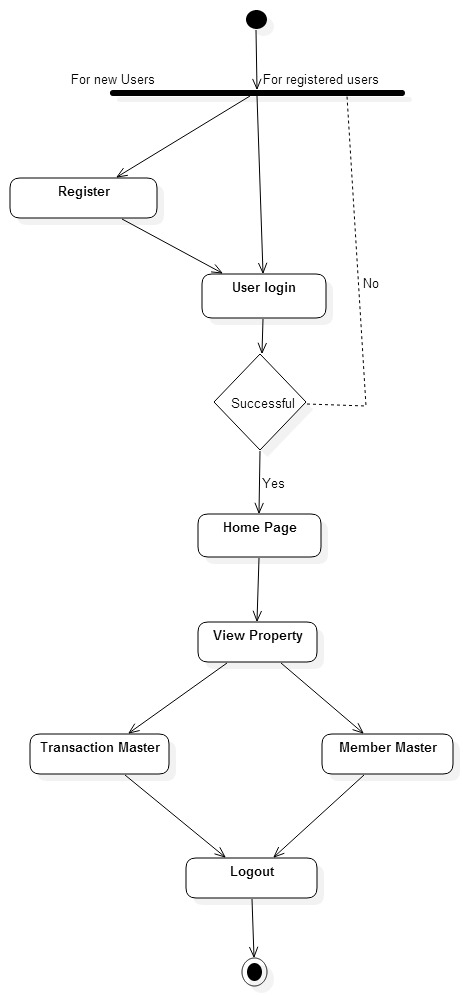 For new Users
For registered users
Register
User login
No
Successful
Yes
Home Page
View Property
Transaction Master
Member Master
Logout